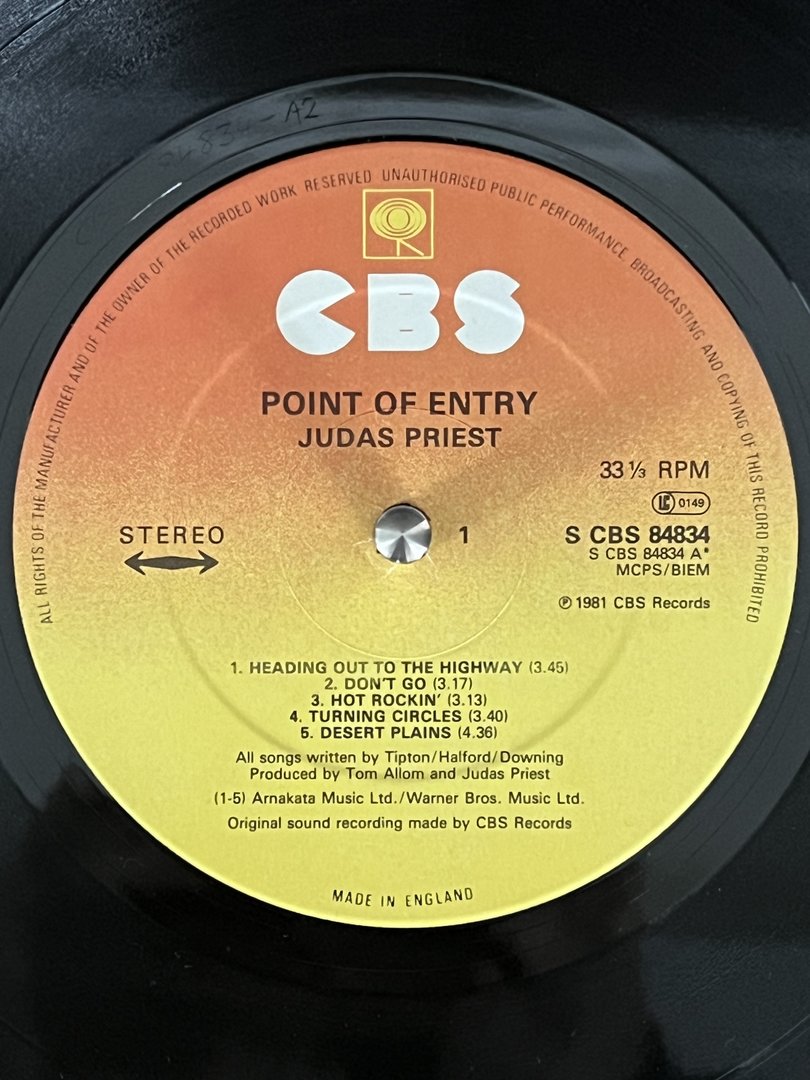 ALL RIGHTS OF THE MANUFACTURER AND OF THE OWNER OF THE RECORDED WORK RESERVED UNAUTHORISED PUBLIC PERFORMANCE BROADCASTING AND COPYING OF THIS RECORD PROHIBITED
CBS
POINT OF ENTRY
JUDAS PRIEST
33 ⅓ RPM
LC 0149
STEREO
1
S CBS 84834
S CBS 84834 A*
MCPS/BIEM
℗ 1981 CBS Records
1. HEADING OUT TO THE HIGHWAY (3.45)
2. DON'T GO (3.17)
3. HOT ROCKIN' (3.13)
4. TURNING CIRCLES (3.40)
5. DESERT PLAINS (4.36)
All songs written by Tipton/Halford/Downing
Produced by Tom Allom and Judas Priest
(1-5) Arnakata Music Ltd./Warner Bros. Music Ltd.
Original sound recording made by CBS Records
MADE IN ENGLAND